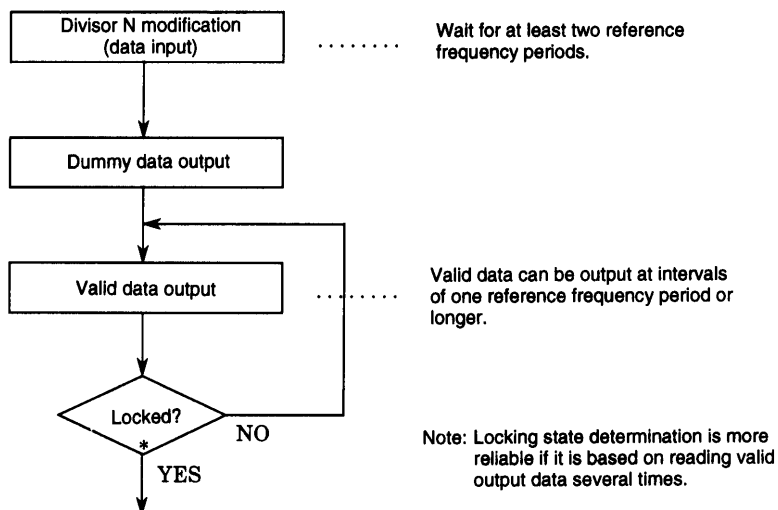 Divisor N modification
(data input)
. . . . . . . .
Wait for at least two reference
frequency periods.
Dummy data output
Valid data output
. . . . . . . .
Valid data can be output at intervals
of one reference frequency period or
longer.
Locked?
*
NO
YES
Note: Locking state determination is more
reliable if it is based on reading valid
output data several times.